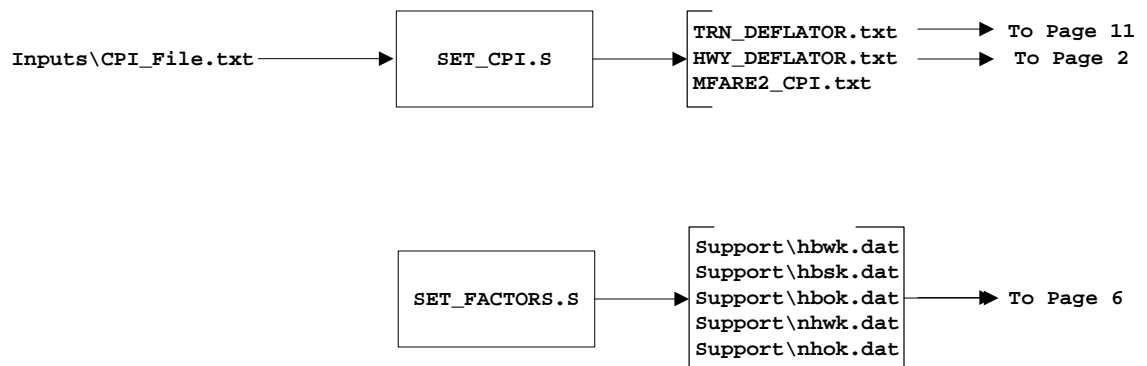 TRN_DEFLATOR.txt To Page 11
Inputs\CPI_File.txt SET_CPI.S HWY_DEFLATOR.txt To Page 2
MFARE2_CPI.txt
Support\hbwk.dat
Support\hbsk.dat
SET_FACTORS.S Support\hbok.dat To Page 6
Support\nhwk.dat
Support\nhok.dat